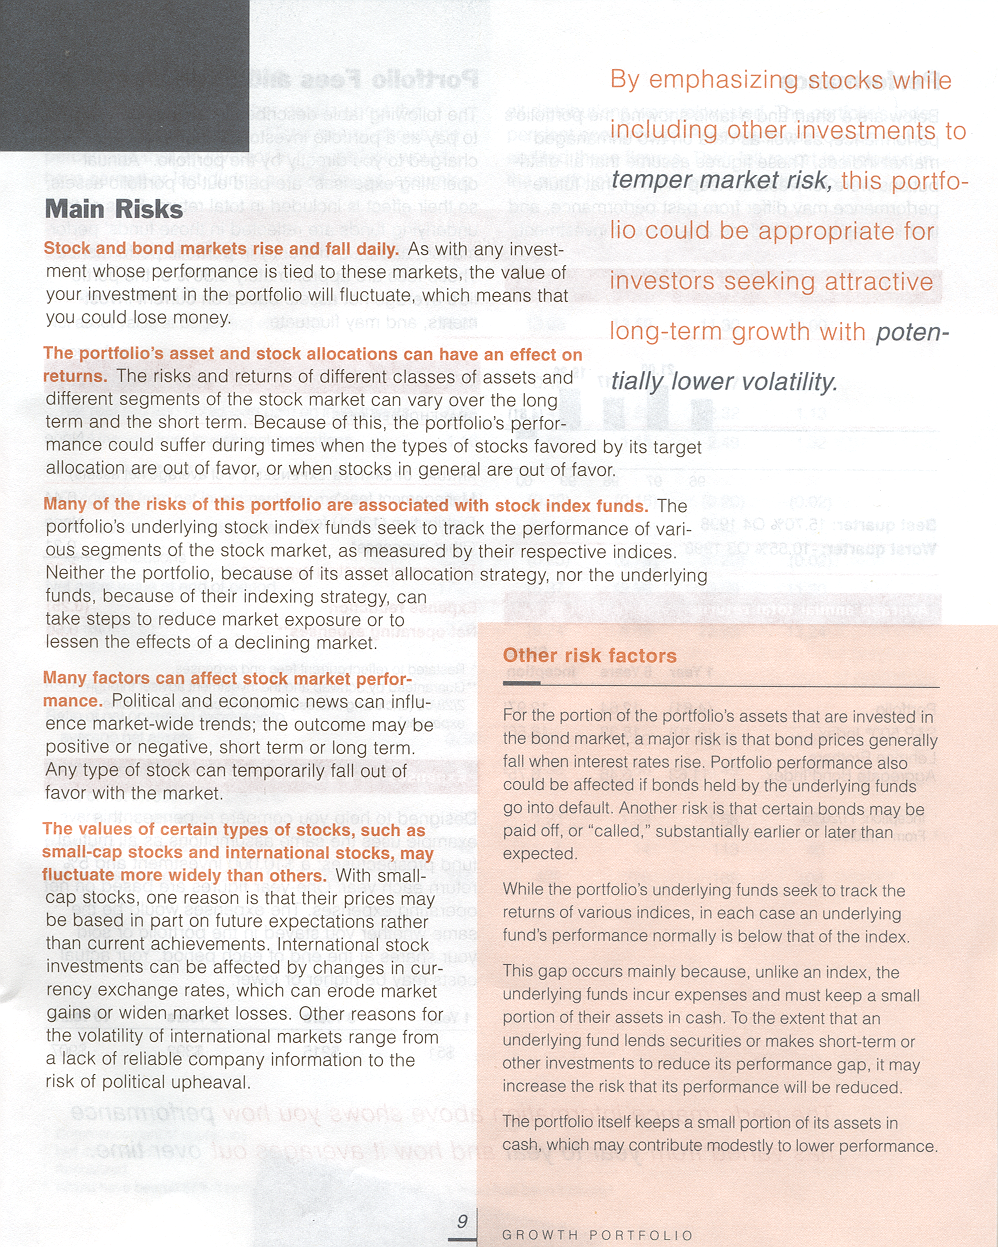 By emphasizing stocks while
including other investments to
temper market risk, this portfo-
lio could be appropriate for
investors seeking attractive
long-term growth with poten-
tially lower volatility.
Main Risks
Stock and bond markets rise and fall daily. As with any invest-
ment whose performance is tied to these markets, the value of
your investment in the portfolio will fluctuate, which means that
you could lose money.
The portfolio's asset and stock allocations can have an effect on
returns. The risks and returns of different classes of assets and
different segments of the stock market can vary over the long
term and the short term. Because of this, the portfolio's perfor-
mance could suffer during times when the types of stocks favored by its target
allocation are out of favor, or when stocks in general are out of favor.
Many of the risks of this portfolio are associated with stock index funds. The
portfolio's underlying stock index funds seek to track the performance of vari-
ous segments of the stock market, as measured by their respective indices.
Neither the portfolio, because of its asset allocation strategy, nor the underlying
funds, because of their indexing strategy, can
take steps to reduce market exposure or to
lessen the effects of a declining market.
Many factors can affect stock market perfor-
mance. Political and economic news can influ-
ence market-wide trends; the outcome may be
positive or negative, short term or long term.
Any type of stock can temporarily fall out of
favor with the market.
The values of certain types of stocks, such as
small-cap stocks and international stocks, may
fluctuate more widely than others. With small-
cap stocks, one reason is that their prices may
be based in part on future expectations rather
than current achievements. International stock
investments can be affected by changes in cur-
rency exchange rates, which can erode market
gains or widen market losses. Other reasons for
the volatility of international markets range from
a lack of reliable company information to the
risk of political upheaval.
Other risk factors
For the portion of the portfolio's assets that are invested in
the bond market, a major risk is that bond prices generally
fall when interest rates rise. Portfolio performance also
could be affected if bonds held by the underlying funds
go into default. Another risk is that certain bonds may be
paid off, or "called," substantially earlier or later than
expected.
While the portfolio's underlying funds seek to track the
returns of various indices, in each case an underlying
fund's performance normally is below that of the index.
This gap occurs mainly because, unlike an index, the
underlying funds incur expenses and must keep a small
portion of their assets in cash. To the extent that an
underlying fund lends securities or makes short-term or
other investments to reduce its performance gap, it may
increase the risk that its performance will be reduced.
The portfolio itself keeps a small portion of its assets in
cash, which may contribute modestly to lower performance.
9
GROWTH PORTFOLIO